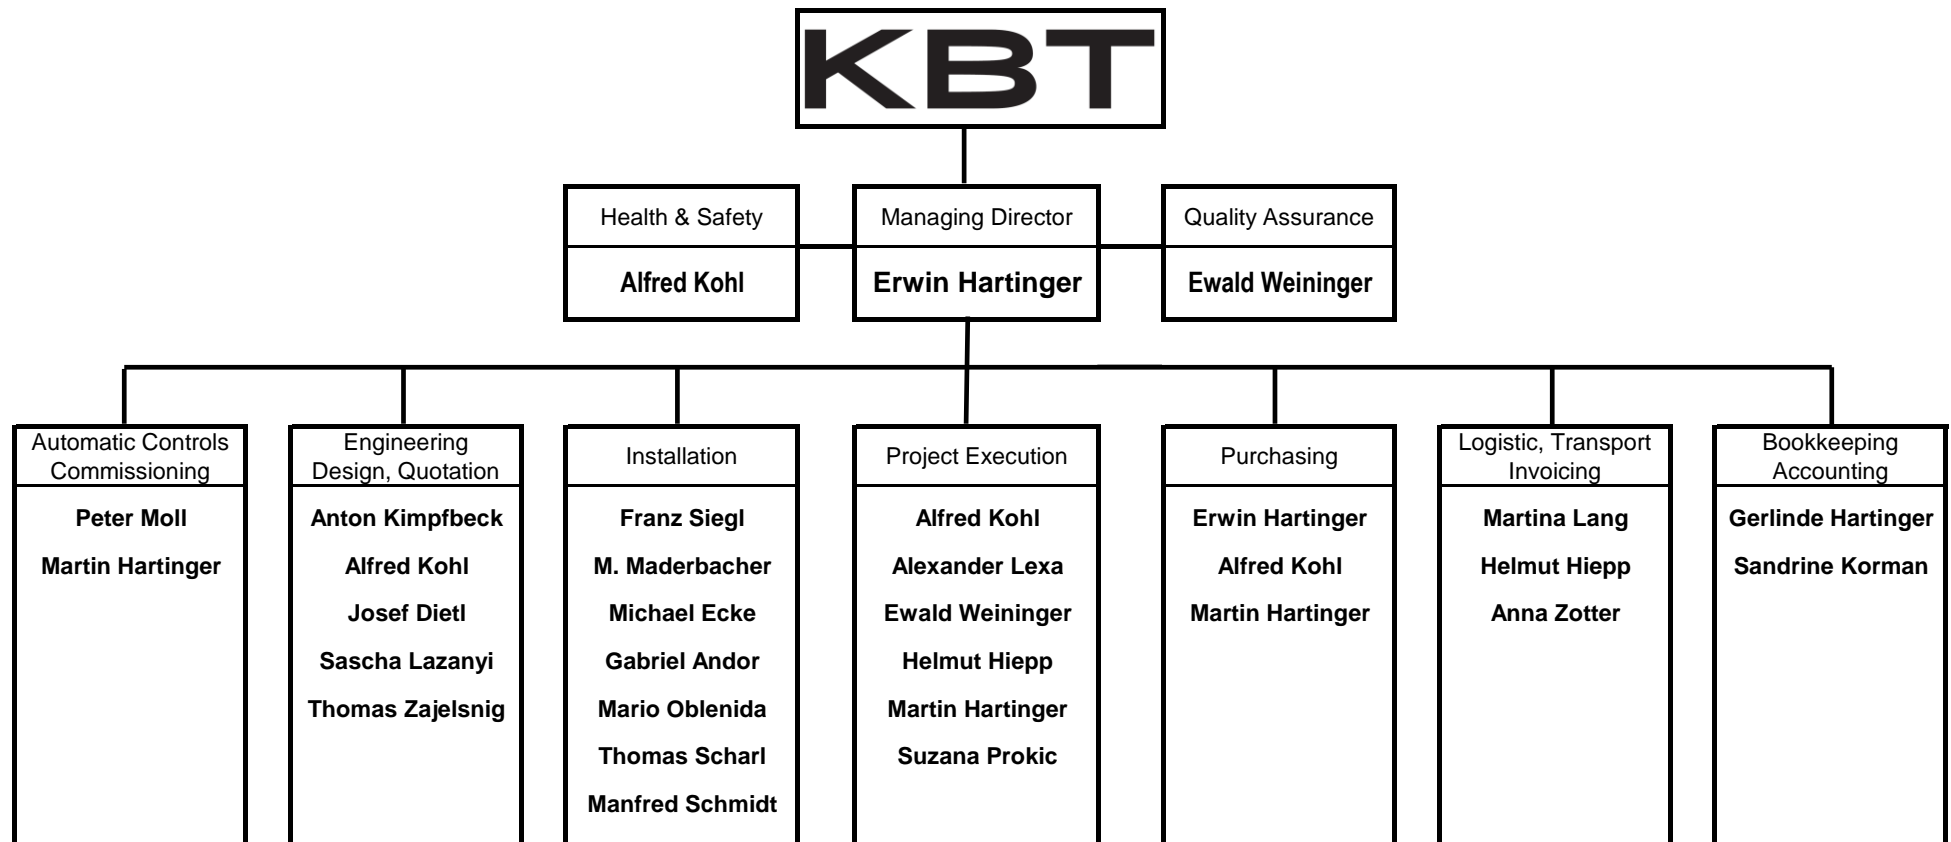 KBT
Health & Safety
Alfred Kohl
Managing Director
Erwin Hartinger
Quality Assurance
Ewald Weininger
Automatic Controls
Commissioning
Peter Moll
Martin Hartinger
Engineering
Design, Quotation
Anton Kimpfbeck
Alfred Kohl
Josef Dietl
Sascha Lazanyi
Thomas Zajelsnig
Installation
Franz Siegl
M. Maderbacher
Michael Ecke
Gabriel Andor
Mario Oblenida
Thomas Scharl
Manfred Schmidt
Project Execution
Alfred Kohl
Alexander Lexa
Ewald Weininger
Helmut Hiepp
Martin Hartinger
Suzana Prokic
Purchasing
Erwin Hartinger
Alfred Kohl
Martin Hartinger
Logistic, Transport
Invoicing
Martina Lang
Helmut Hiepp
Anna Zotter
Bookkeeping
Accounting
Gerlinde Hartinger
Sandrine Korman